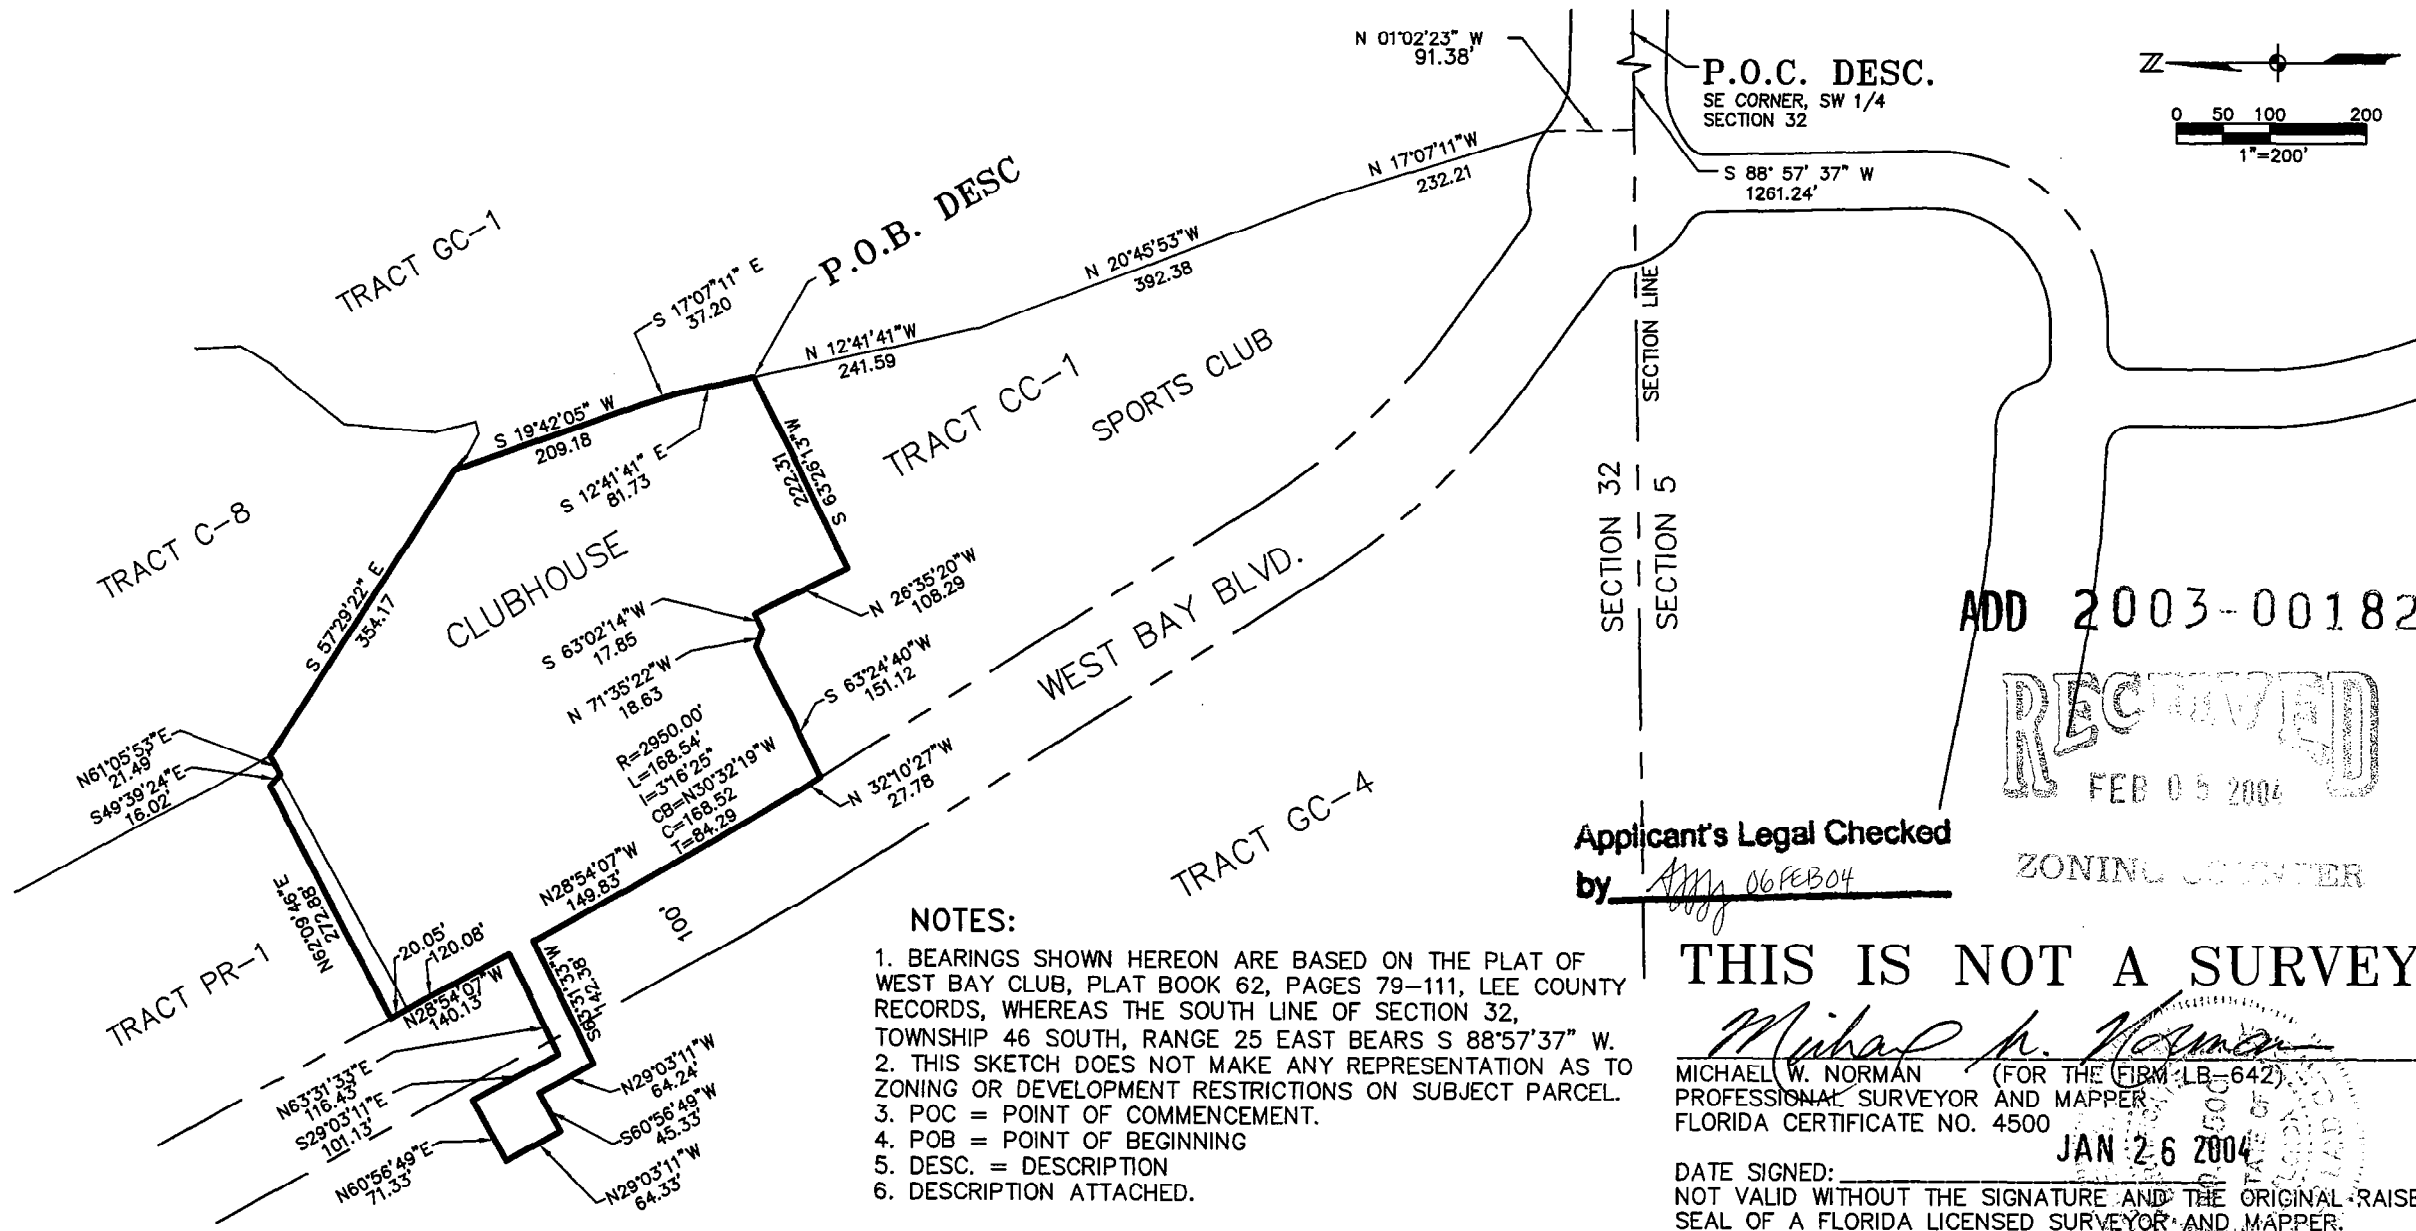 N 01°02'23" W
91.38'
P.O.C. DESC.
SE CORNER, SW 1/4
SECTION 32
S 88° 57' 37" W
1261.24'
Z
0 50 100 200
1"=200'
TRACT GC-1
P.O.B. DESC
N 17°07'11"W
232.21
N 20°45'53"W
392.38
N 12°41'41"W
241.59
S 17°07'11" E
37.20
S 19°42'05" W
209.18
S 12°41'41" E
81.73
S 63°26'13"W
222.31
TRACT CC-1
SPORTS CLUB
SECTION LINE
SECTION 32
SECTION 5
TRACT C-8
CLUBHOUSE
S 57°29'22" E
354.17
N 26°35'20"W
108.29
S 63°02'14"W
17.85
N 71°35'22"W
18.63
S 63°24'40"W
151.12
WEST BAY BLVD.
R=2950.00'
L=168.54'
I=3°16'25"
CB=N30°32'19"W
C=168.52
T=84.29
N 32°10'27"W
27.78
N61°05'53"E
21.49'
S49°39'24"E
16.02'
N62°09'46"E
272.88'
N28°54'07"W
149.83'
TRACT GC-4
100'
TRACT PR-1
20.05'
120.08'
N28°54'07"W
140.13'
S63°31'33"W
142.38'
N63°31'33"E
116.43'
S29°03'11"E
101.13'
N60°56'49"E
71.33'
N29°03'11"W
64.24'
S60°56'49"W
45.33'
N29°03'11"W
64.33'
ADD 2003-00182
RECEIVED
FEB 05 2004
ZONING
Applicant's Legal Checked
by 06FEB04
NOTES:
1. BEARINGS SHOWN HEREON ARE BASED ON THE PLAT OF
WEST BAY CLUB, PLAT BOOK 62, PAGES 79-111, LEE COUNTY
RECORDS, WHEREAS THE SOUTH LINE OF SECTION 32,
TOWNSHIP 46 SOUTH, RANGE 25 EAST BEARS S 88°57'37" W.
2. THIS SKETCH DOES NOT MAKE ANY REPRESENTATION AS TO
ZONING OR DEVELOPMENT RESTRICTIONS ON SUBJECT PARCEL.
3. POC = POINT OF COMMENCEMENT.
4. POB = POINT OF BEGINNING
5. DESC. = DESCRIPTION
6. DESCRIPTION ATTACHED.
THIS IS NOT A SURVEY
Michael W. Norman
MICHAEL W. NORMAN (FOR THE FIRM LB-642)
PROFESSIONAL SURVEYOR AND MAPPER
FLORIDA CERTIFICATE NO. 4500
JAN 26 2004
DATE SIGNED:
NOT VALID WITHOUT THE SIGNATURE AND THE ORIGINAL RAISE
SEAL OF A FLORIDA LICENSED SURVEYOR AND MAPPER.